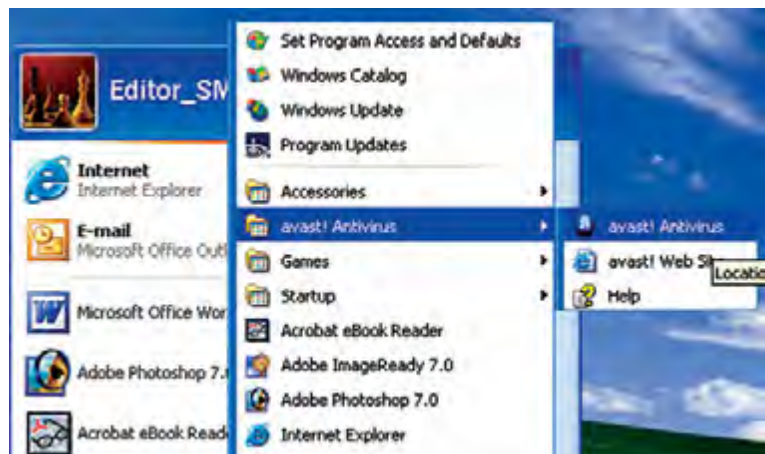 Editor_SM
Internet
Internet Explorer
E-mail
Microsoft Office Outl
Microsoft Office Wor
Adobe Photoshop 7.
Acrobat eBook Read
Set Program Access and Defaults
Windows Catalog
Windows Update
Program Updates
Accessories
avast! Antivirus
Games
Startup
Acrobat eBook Reader
Adobe ImageReady 7.0
Adobe Photoshop 7.0
Internet Explorer
avast! Antivirus
avast! Web Si
Locatio
Help